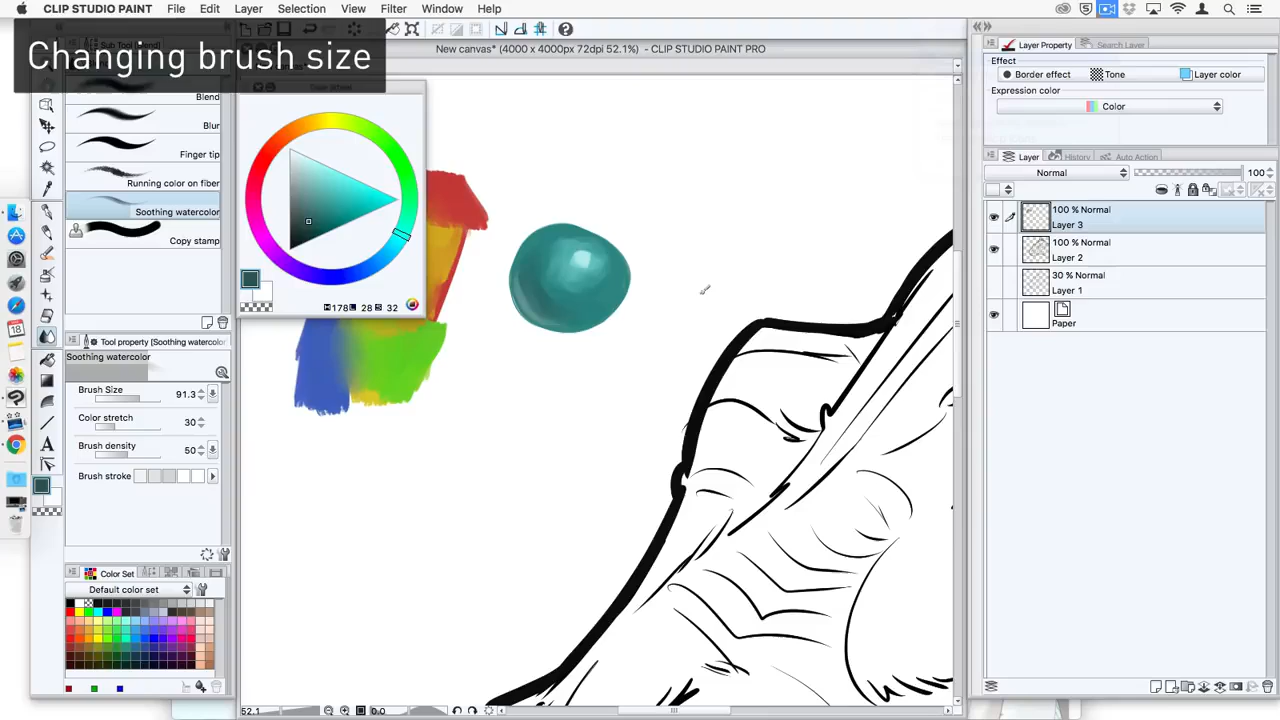 CLIP STUDIO PAINT File Edit Layer Selection View Filter Window Help
Changing brush size
New canvas* (4000 x 4000px 72dpi 52.1%) - CLIP STUDIO PAINT PRO
Blend
Blur
Finger tip
Running color on fiber
Soothing watercolor
Copy stamp
178 28 32
Tool property [Soothing watercolor]
Soothing watercolor
Brush Size 91.3
Color stretch 30
Brush density 50
Brush stroke
Color Set
Default color set
52.1 0.0
Layer Property Search Layer
Effect
Border effect Tone Layer color
Expression color
Color
Layer History Auto Action
Normal 100
100 % Normal
Layer 3
100 % Normal
Layer 2
30 % Normal
Layer 1
Paper
18
A